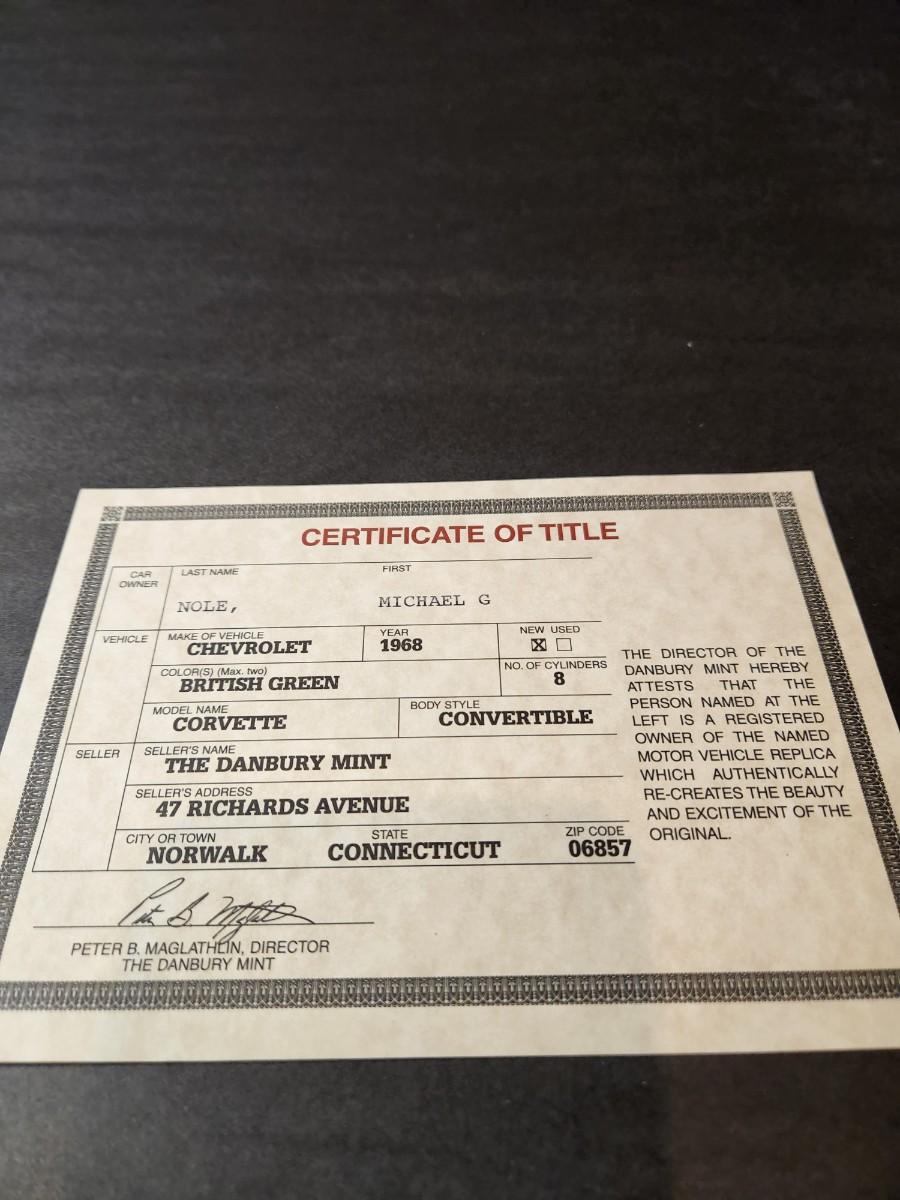 CERTIFICATE OF TITLE
CAR OWNER
LAST NAME FIRST
NOLE, MICHAEL G
VEHICLE
MAKE OF VEHICLE
CHEVROLET
YEAR
1968
NEW USED
X
COLOR(S) (Max. two)
BRITISH GREEN
NO. OF CYLINDERS
8
MODEL NAME
CORVETTE
BODY STYLE
CONVERTIBLE
SELLER
SELLER'S NAME
THE DANBURY MINT
SELLER'S ADDRESS
47 RICHARDS AVENUE
CITY OR TOWN STATE ZIP CODE
NORWALK CONNECTICUT 06857
THE DIRECTOR OF THE
DANBURY MINT HEREBY
ATTESTS THAT THE
PERSON NAMED AT THE
LEFT IS A REGISTERED
OWNER OF THE NAMED
MOTOR VEHICLE REPLICA
WHICH AUTHENTICALLY
RE-CREATES THE BEAUTY
AND EXCITEMENT OF THE
ORIGINAL.
Peter B. Maglathlin
PETER B. MAGLATHLIN, DIRECTOR
THE DANBURY MINT